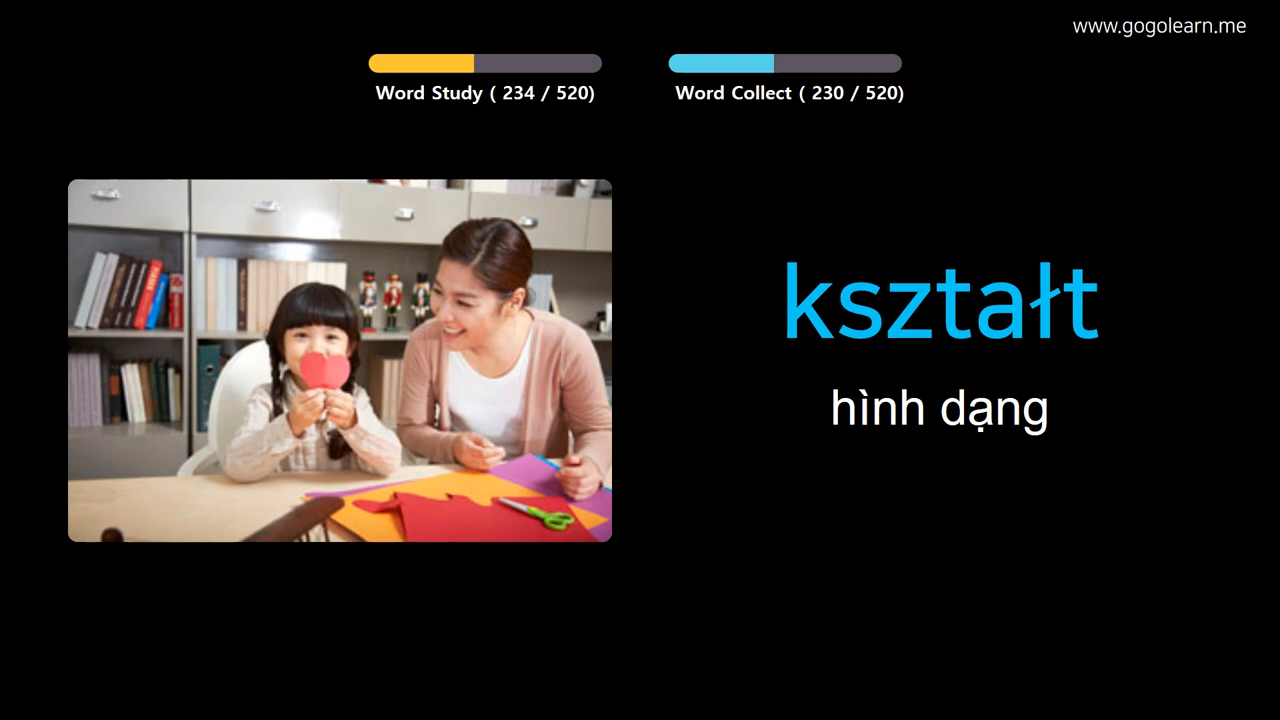 www.gogolearn.me
Word Study ( 234 / 520)
Word Collect ( 230 / 520)
kształt
hình dạng